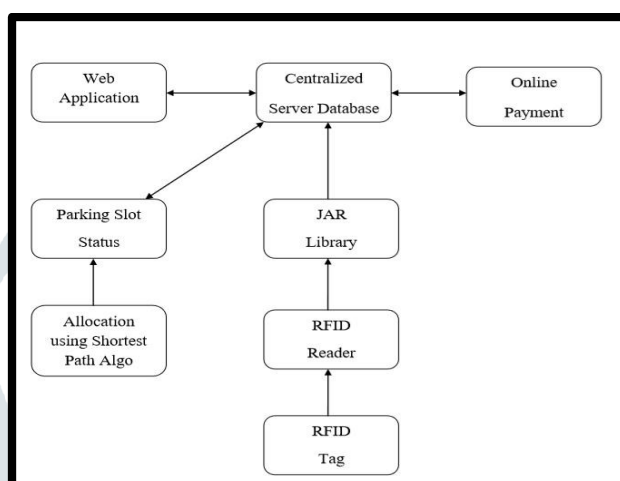 Web
Application
Centralized
Server Database
Online
Payment
Parking Slot
Status
JAR
Library
Allocation
using Shortest
Path Algo
RFID
Reader
RFID
Tag